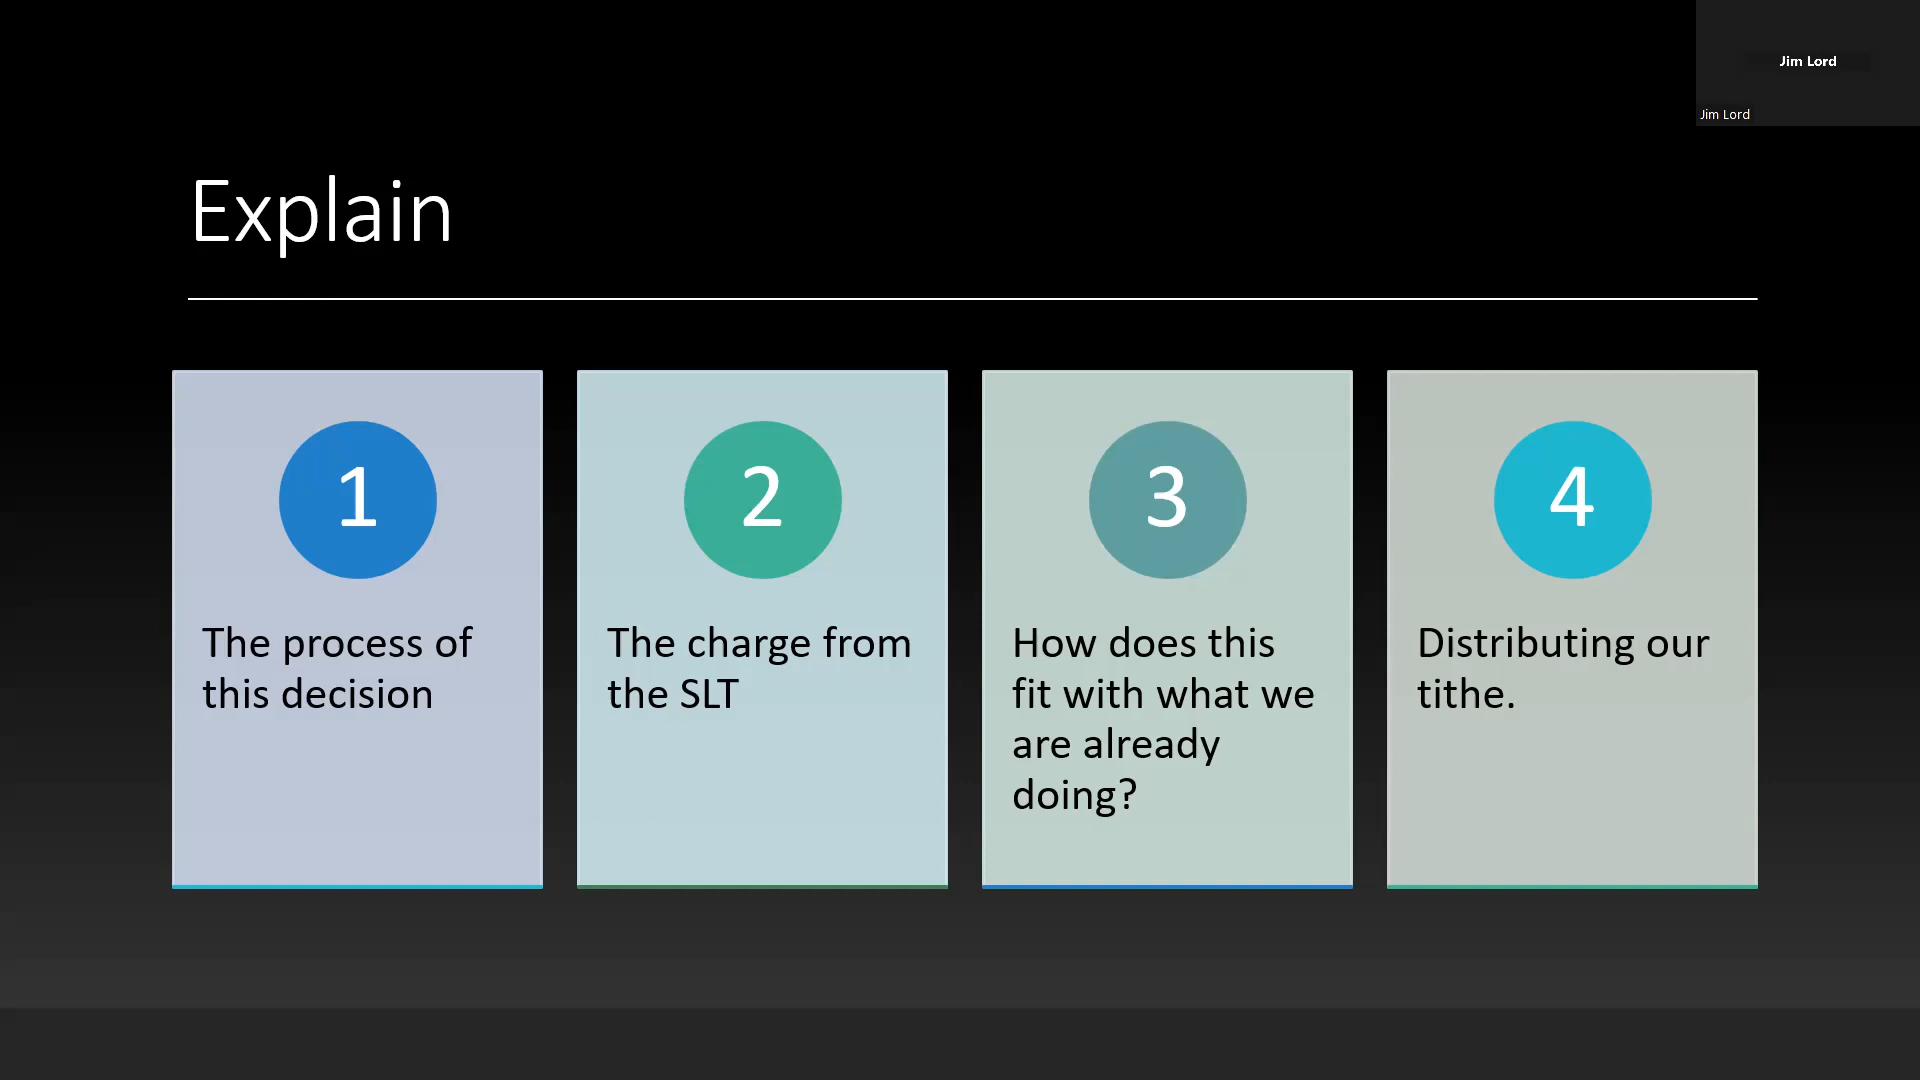 Jim Lord
Jim Lord
Explain
1
The process of
this decision
2
The charge from
the SLT
3
How does this
fit with what we
are already
doing?
4
Distributing our
tithe.